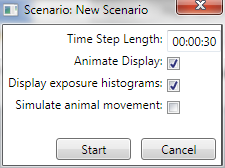 Scenario: New Scenario
Time Step Length: 00:00:30
Animate Display:
Display exposure histograms:
Simulate animal movement:
Start Cancel